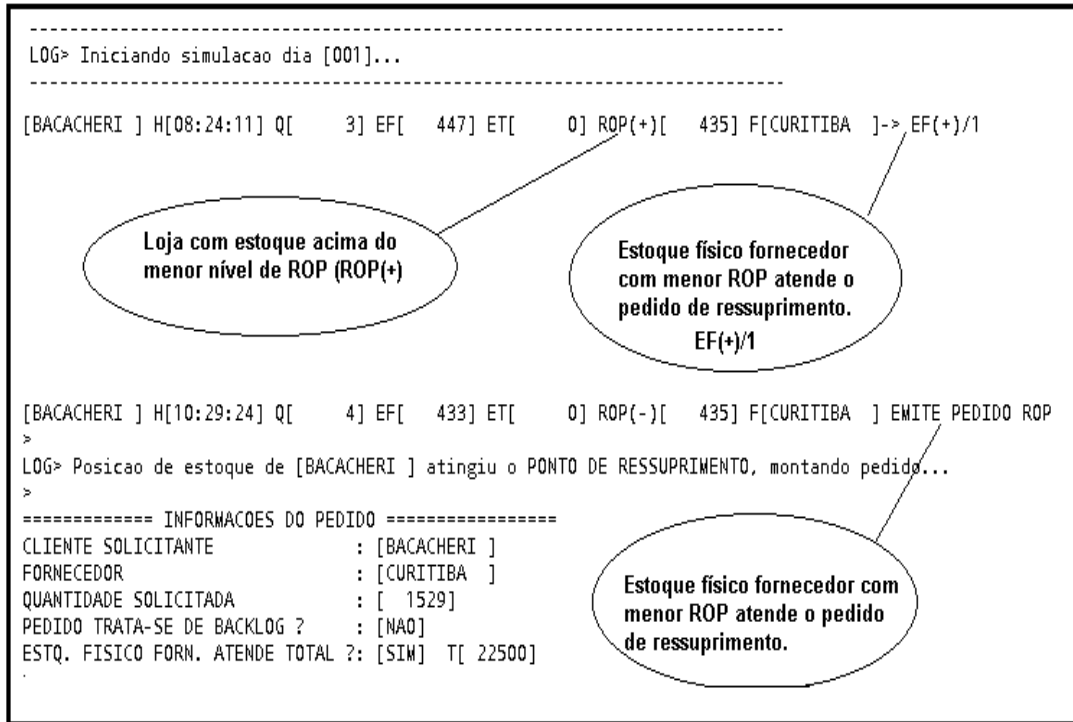 ---------------------------------------------------------------------------
LOG> Iniciando simulacao dia [001]...
---------------------------------------------------------------------------
[BACACHERI ] H[08:24:11] Q[     3] EF[   447] ET[     0] ROP(+)[   435] F[CURITIBA  ]-> EF(+)/1
Loja com estoque acima do
menor nível de ROP (ROP(+)
Estoque físico fornecedor
com menor ROP atende o
pedido de ressuprimento.
EF(+)/1
[BACACHERI ] H[10:29:24] Q[     4] EF[   433] ET[     0] ROP(-)[   435] F[CURITIBA  ] EMITE PEDIDO ROP
>
LOG> Posicao de estoque de [BACACHERI ] atingiu o PONTO DE RESSUPRIMENTO, montando pedido...
>
============= INFORMACOES DO PEDIDO =================
CLIENTE SOLICITANTE              : [BACACHERI ]
FORNECEDOR                       : [CURITIBA  ]
QUANTIDADE SOLICITADA            : [  1529]
PEDIDO TRATA-SE DE BACKLOG ?     : [NAO]
ESTQ. FISICO FORN. ATENDE TOTAL ?: [SIM]  T[ 22500]
Estoque físico fornecedor com
menor ROP atende o pedido
de ressuprimento.